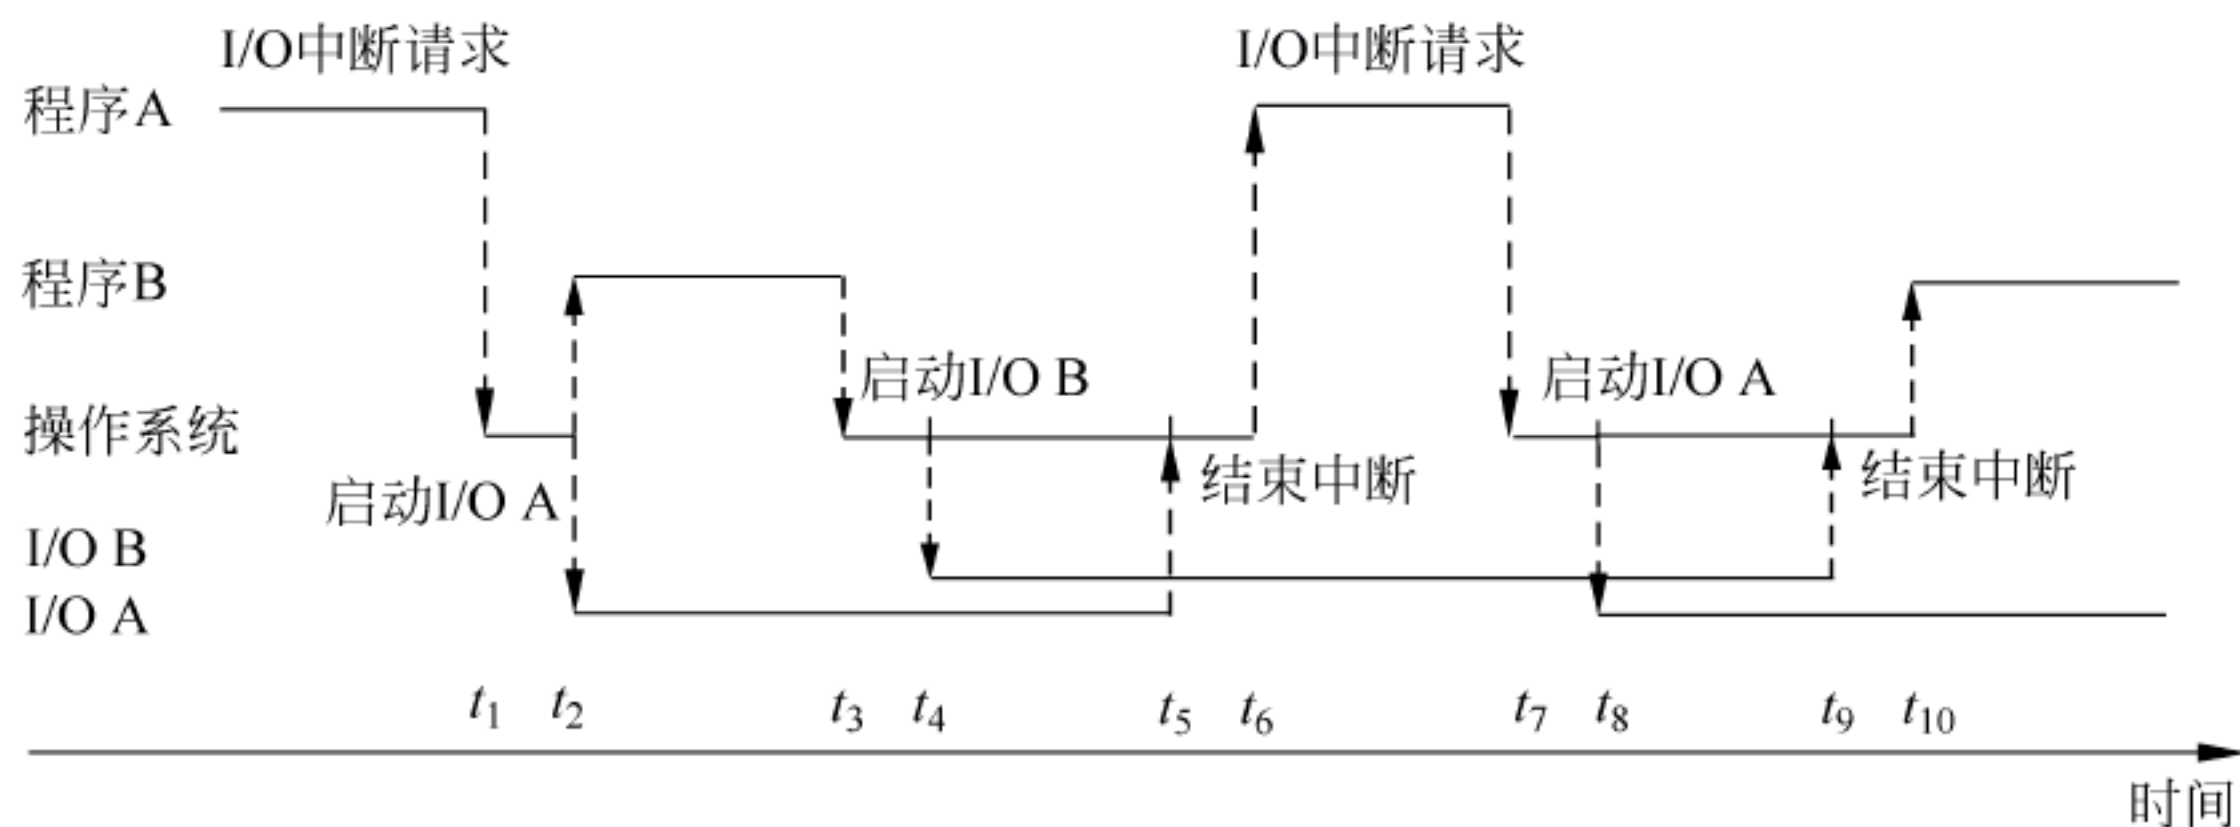 I/O中断请求 I/O中断请求
程序A
程序B
启动I/O B 启动I/O A
操作系统
结束中断 结束中断
启动I/O A
I/O B
I/O A
t1 t2 t3 t4 t5 t6 t7 t8 t9 t10
时间